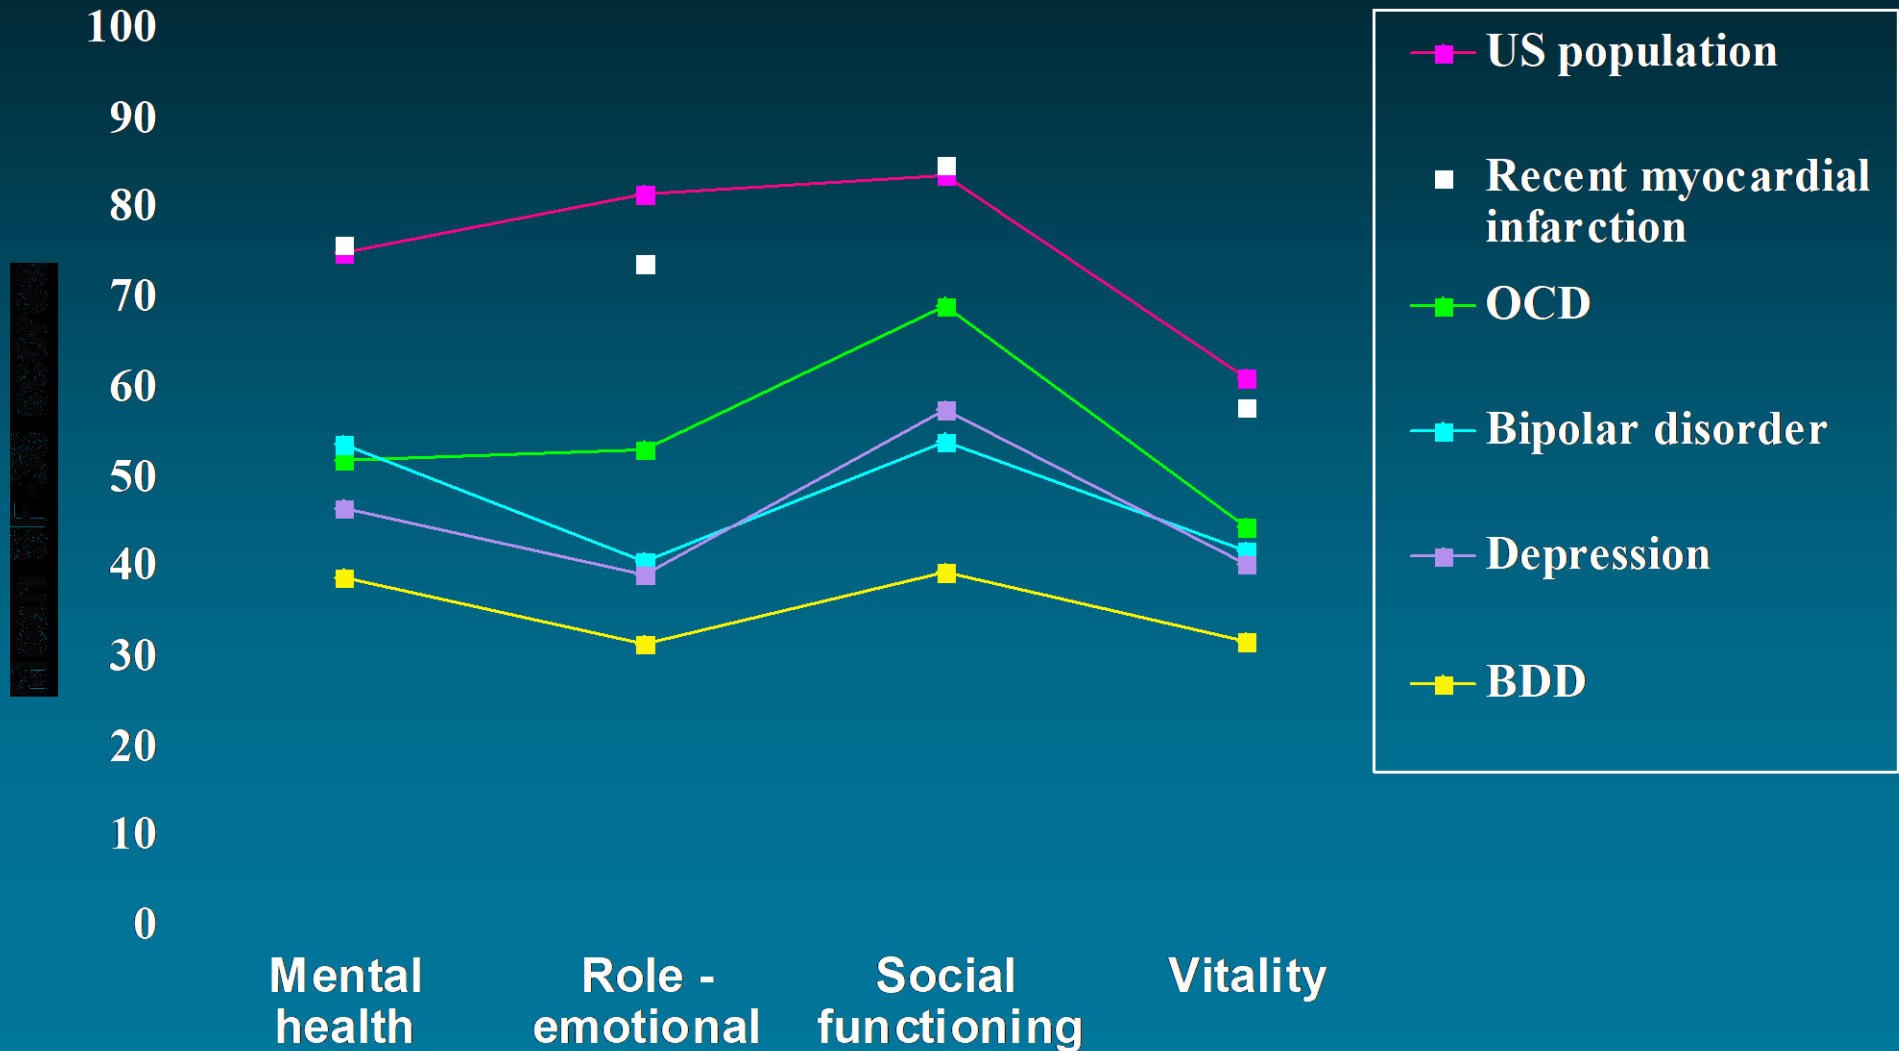 100
90
80
70
60
50
40
30
20
10
0
Mental
health
Role -
emotional
Social
functioning
Vitality
US population
Recent myocardial
infarction
OCD
Bipolar disorder
Depression
BDD